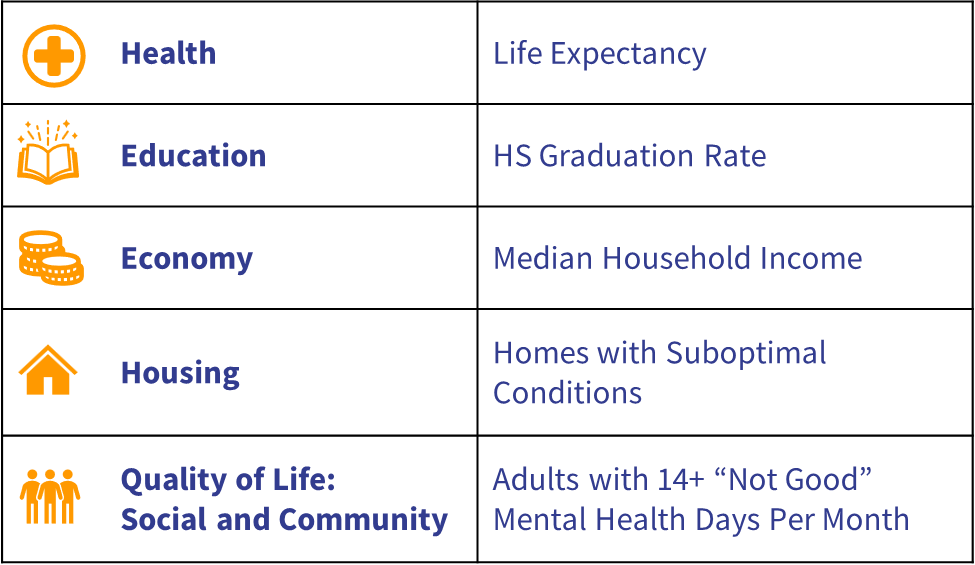 Health
Life Expectancy
Education
HS Graduation Rate
Economy
Median Household Income
Housing
Homes with Suboptimal
Conditions
Quality of Life:
Social and Community
Adults with 14+ “Not Good”
Mental Health Days Per Month